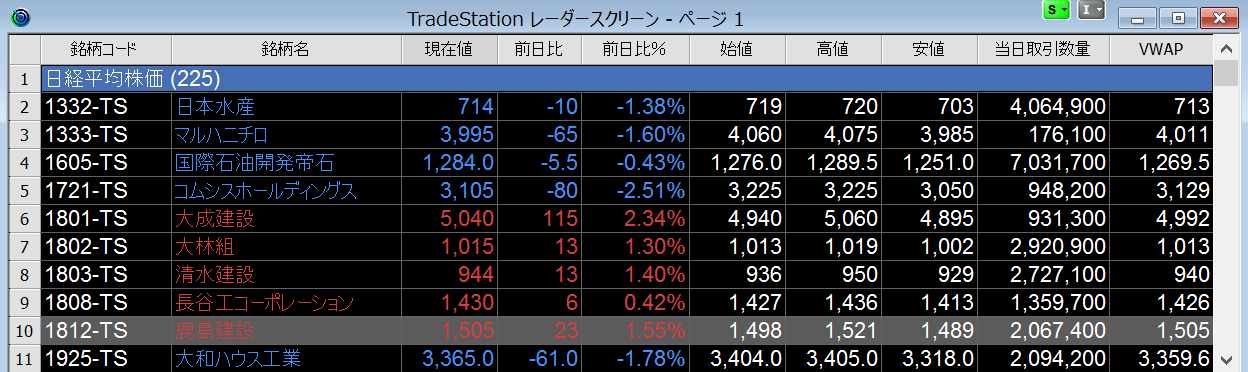 TradeStation レーダースクリーン - ページ 1
S I
銘柄コード 銘柄名 現在値 前日比 前日比% 始値 高値 安値 当日取引数量 VWAP
1 日経平均株価 (225)
2 1332-TS 日本水産 714 -10 -1.38% 719 720 703 4,064,900 713
3 1333-TS マルハニチロ 3,995 -65 -1.60% 4,060 4,075 3,985 176,100 4,011
4 1605-TS 国際石油開発帝石 1,284.0 -5.5 -0.43% 1,276.0 1,289.5 1,251.0 7,031,700 1,269.5
5 1721-TS コムシスホールディングス 3,105 -80 -2.51% 3,225 3,225 3,050 948,200 3,129
6 1801-TS 大成建設 5,040 115 2.34% 4,940 5,060 4,895 931,300 4,992
7 1802-TS 大林組 1,015 13 1.30% 1,013 1,019 1,002 2,920,900 1,013
8 1803-TS 清水建設 944 13 1.40% 936 950 929 2,727,100 940
9 1808-TS 長谷工コーポレーション 1,430 6 0.42% 1,427 1,436 1,413 1,359,700 1,426
10 1812-TS 鹿島建設 1,505 23 1.55% 1,498 1,521 1,489 2,067,400 1,505
11 1925-TS 大和ハウス工業 3,365.0 -61.0 -1.78% 3,404.0 3,405.0 3,318.0 2,094,200 3,359.6